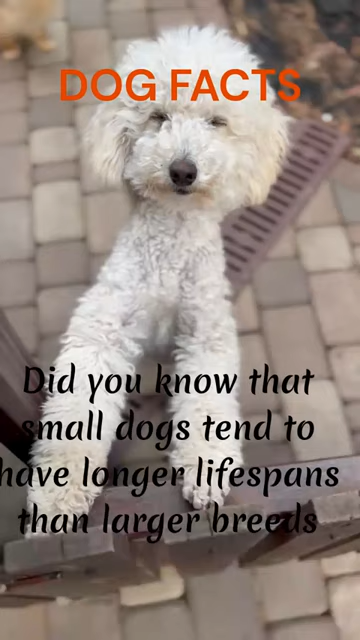 DOG FACTS
Did you know that
small dogs tend to
have longer lifespans
than larger breeds